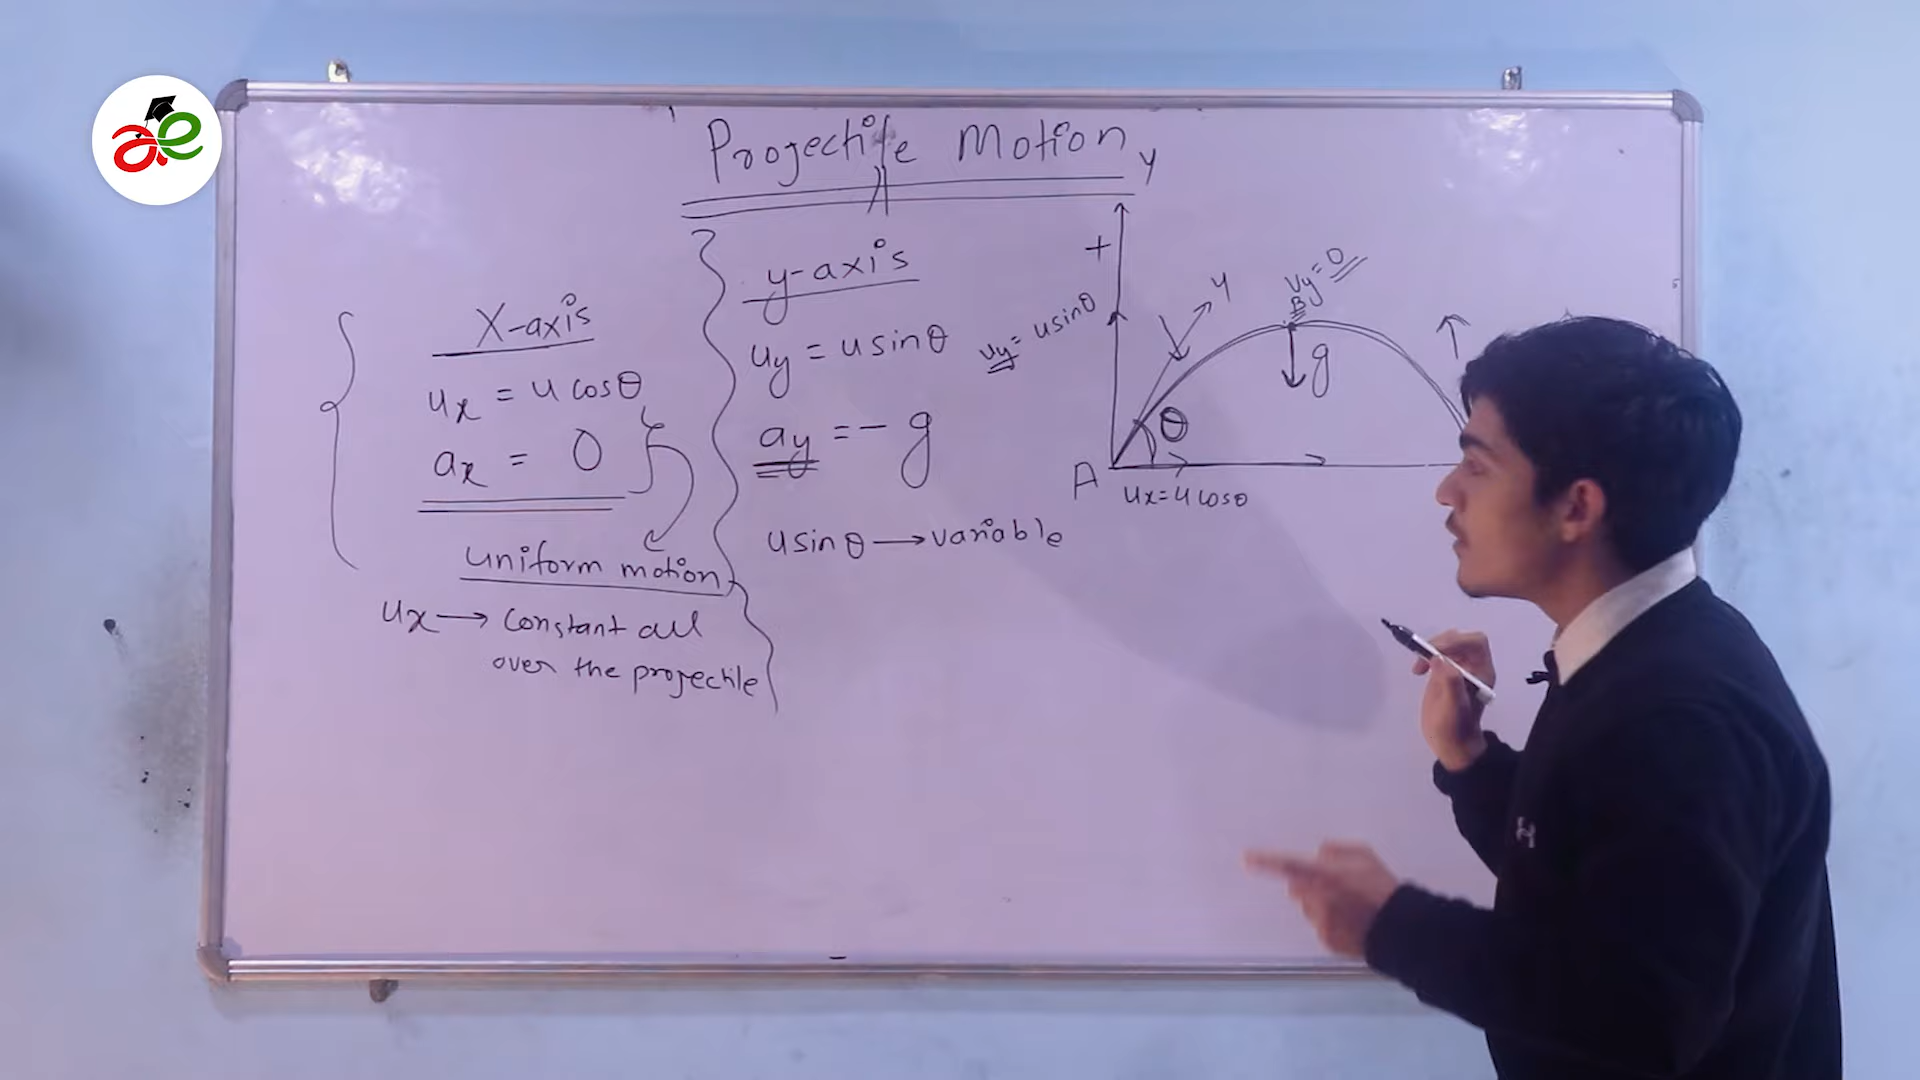 ae
Projectile Motion
X-axis
ux = u cosθ
ax = 0
uniform motion
ux → constant all
over the projectile
y-axis
uy = u sinθ
ay = - g
u sinθ → variable
y
+
uy = u sinθ
u
Vy = 0
B
g
θ
A
ux = u cosθ